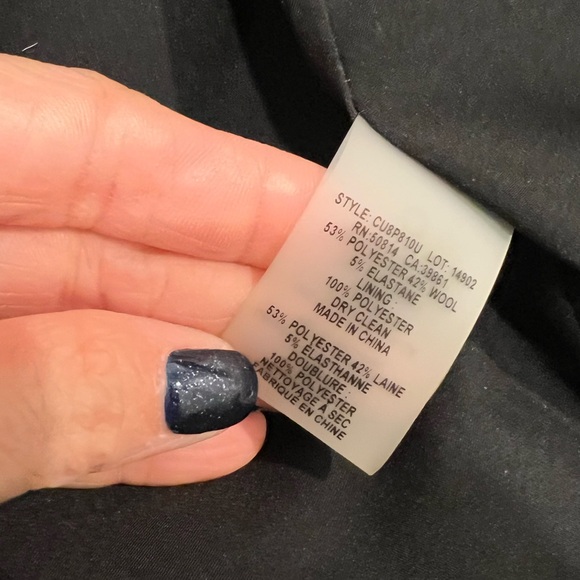 STYLE: CU8P810U LOT: 14902
RN:50814 CA:39861
53% POLYESTER 42% WOOL
5% ELASTANE
LINING:
100% POLYESTER
DRY CLEAN
MADE IN CHINA
53% POLYESTER 42% LAINE
5% ELASTHANNE
DOUBLURE:
100% POLYESTER
NETTOYAGE A SEC
FABRIQUE EN CHINE